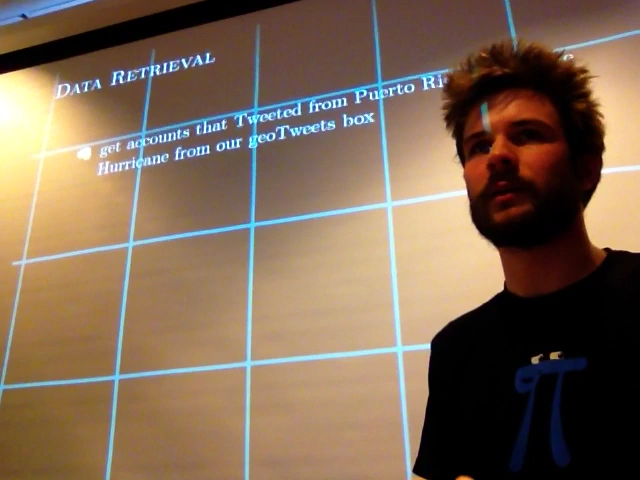 DATA RETRIEVAL
get accounts that Tweeted from Puerto
Hurricane from our geoTweets box
π